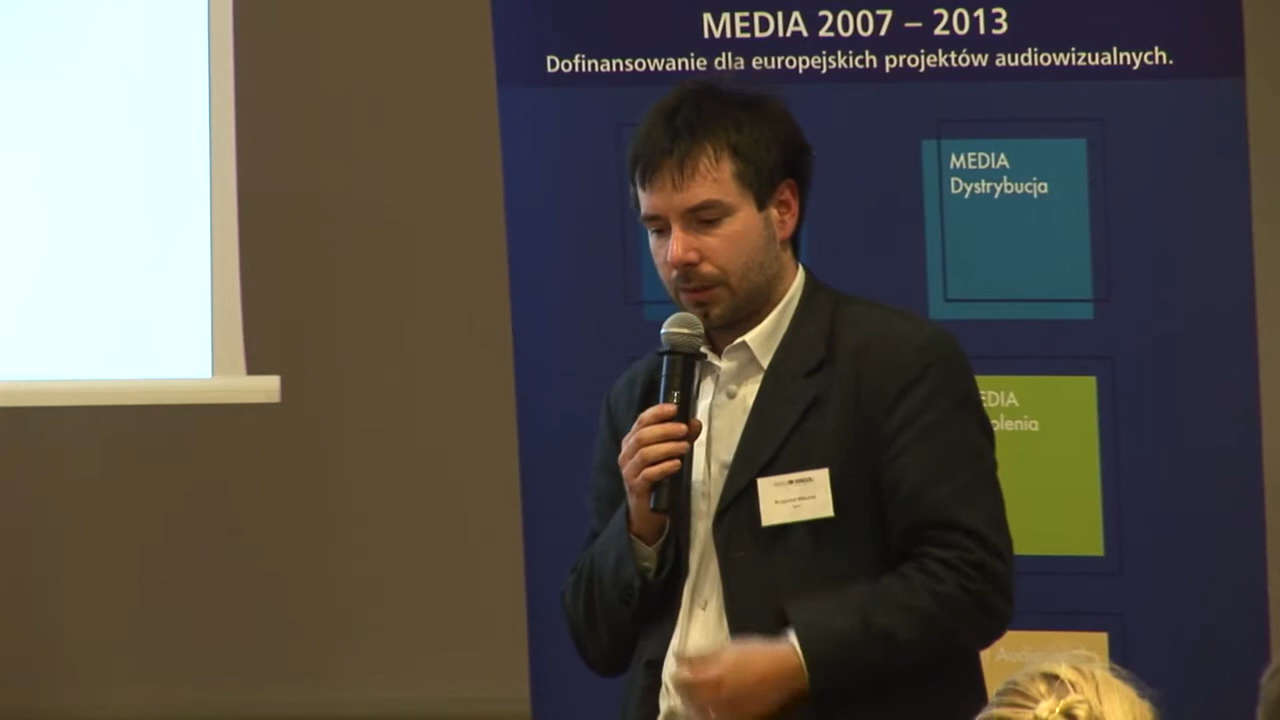 MEDIA 2007 – 2013
Dofinansowanie dla europejskich projektów audiowizualnych.
MEDIA
Dystrybucja
EDIA
olenia